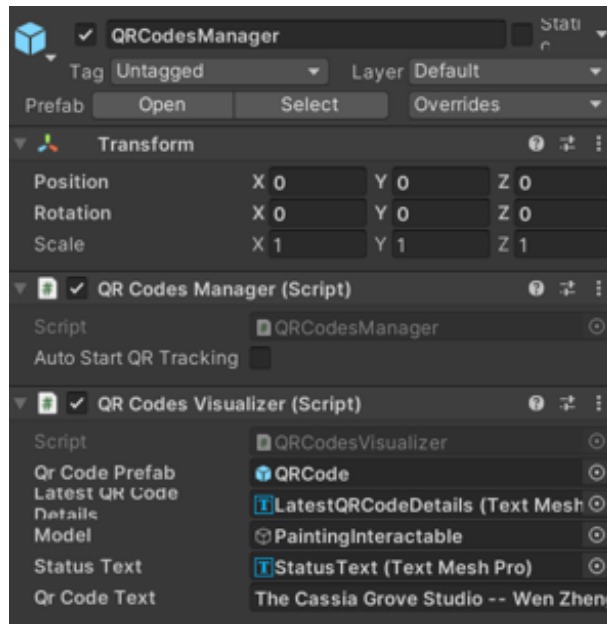 QRCodesManager Stati
Tag Untagged Layer Default
Prefab Open Select Overrides
Transform
Position X 0 Y 0 Z 0
Rotation X 0 Y 0 Z 0
Scale X 1 Y 1 Z 1
# QR Codes Manager (Script)
Script # QRCodesManager
Auto Start QR Tracking
# QR Codes Visualizer (Script)
Script # QRCodesVisualizer
Qr Code Prefab QRCode
Latest QR Code
Details T LatestQRCodeDetails (Text Mesh
Model PaintingInteractable
Status Text T StatusText (Text Mesh Pro)
Qr Code Text The Cassia Grove Studio -- Wen Zhen